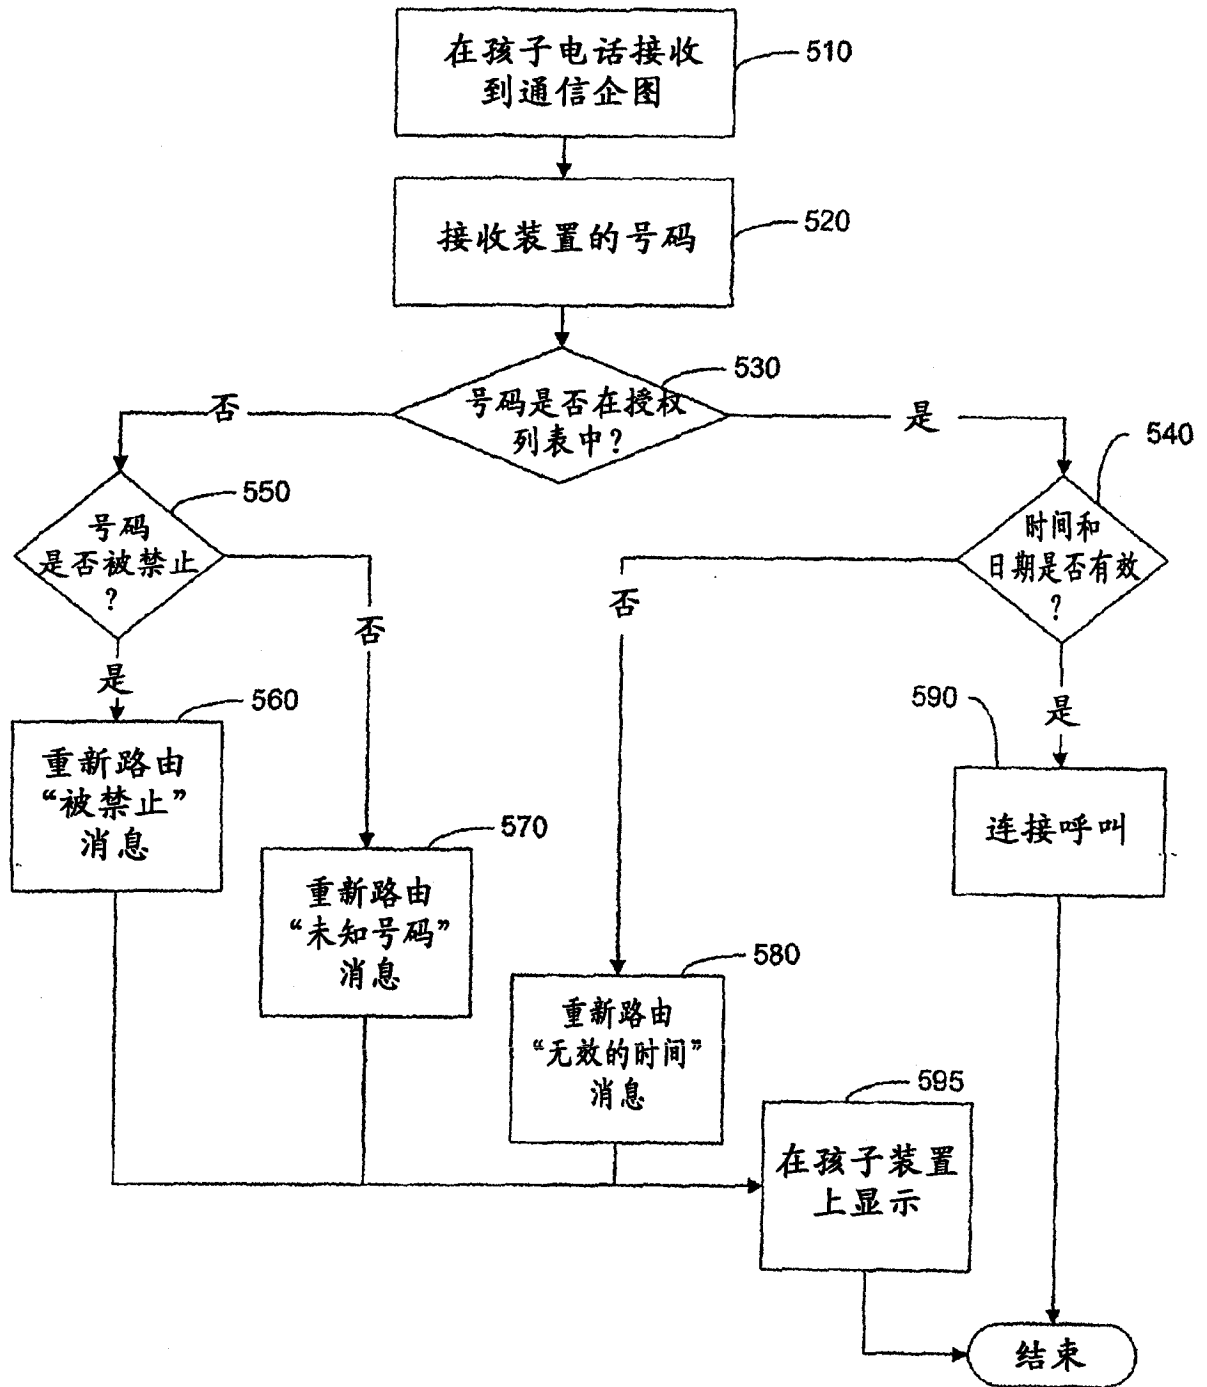 在孩子电话接收
到通信企图
510
接收装置的号码
520
530
号码是否在授权
列表中?
否
是
540
550
号码
是否被禁止
?
时间和
日期是否有效
?
否
否
是
560
590
是
重新路由
“被禁止”
消息
570
连接呼叫
重新路由
“未知号码”
消息
580
重新路由
“无效的时间”
消息
595
在孩子装置
上显示
结束